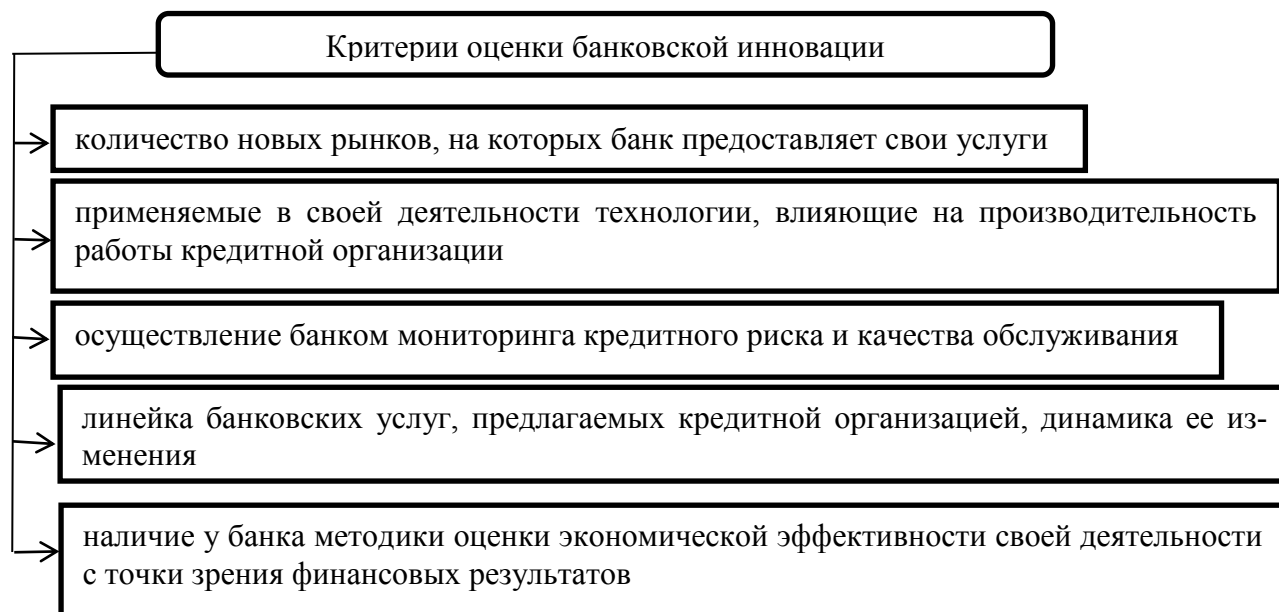 Критерии оценки банковской инновации
количество новых рынков, на которых банк предоставляет свои услуги
применяемые в своей деятельности технологии, влияющие на производительность
работы кредитной организации
осуществление банком мониторинга кредитного риска и качества обслуживания
линейка банковских услуг, предлагаемых кредитной организацией, динамика ее из-
менения
наличие у банка методики оценки экономической эффективности своей деятельности
с точки зрения финансовых результатов